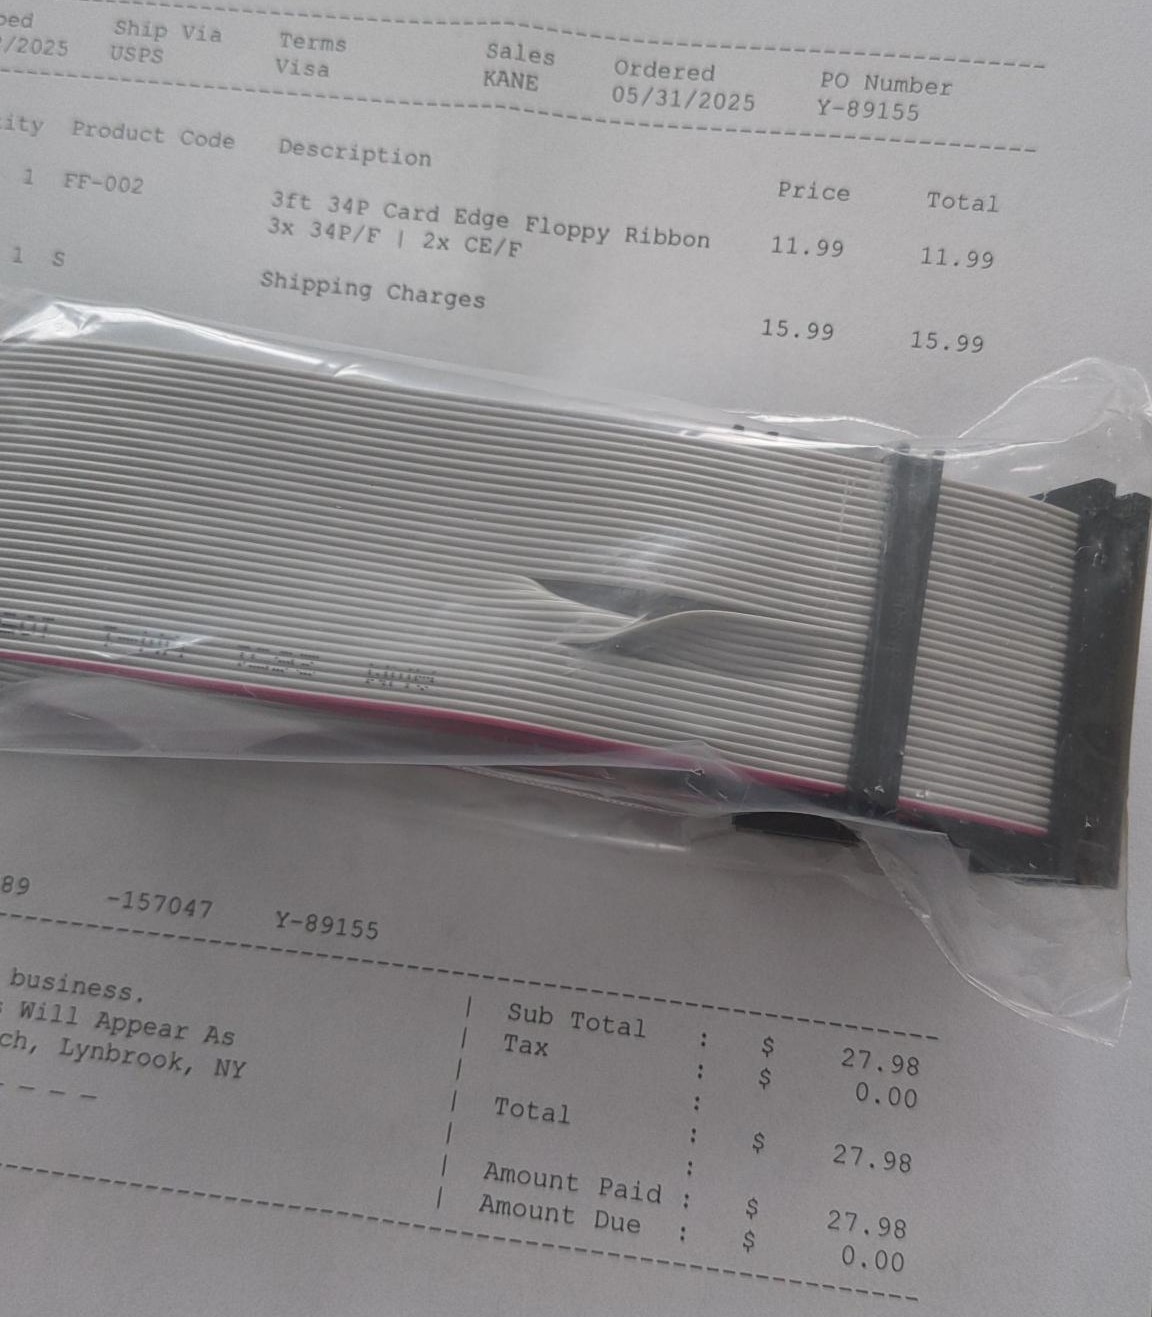 ped Ship Via Terms Sales Ordered PO Number
/2025 USPS Visa KANE 05/31/2025 Y-89155
ity Product Code Description Price Total
1 FF-002 3ft 34P Card Edge Floppy Ribbon 11.99 11.99
3x 34P/F | 2x CE/F
1 S Shipping Charges 15.99 15.99
89 -157047 Y-89155
business.
Will Appear As
ch, Lynbrook, NY
Sub Total : $ 27.98
Tax : $ 0.00
Total : $ 27.98
Amount Paid : $ 27.98
Amount Due : $ 0.00